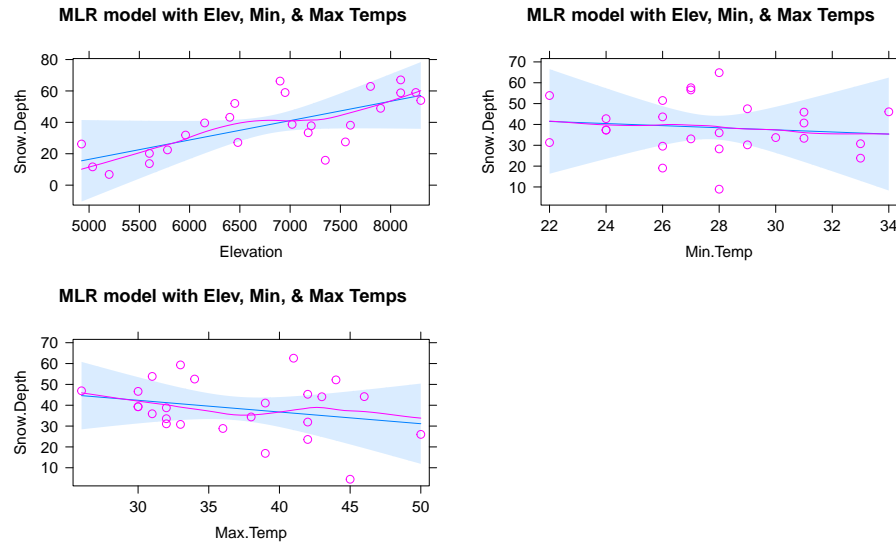 MLR model with Elev, Min, & Max Temps
80
60
40
20
0
Snow.Depth
5000 5500 6000 6500 7000 7500 8000
Elevation
MLR model with Elev, Min, & Max Temps
70
60
50
40
30
20
10
Snow.Depth
22 24 26 28 30 32 34
Min.Temp
MLR model with Elev, Min, & Max Temps
70
60
50
40
30
20
10
Snow.Depth
30 35 40 45 50
Max.Temp